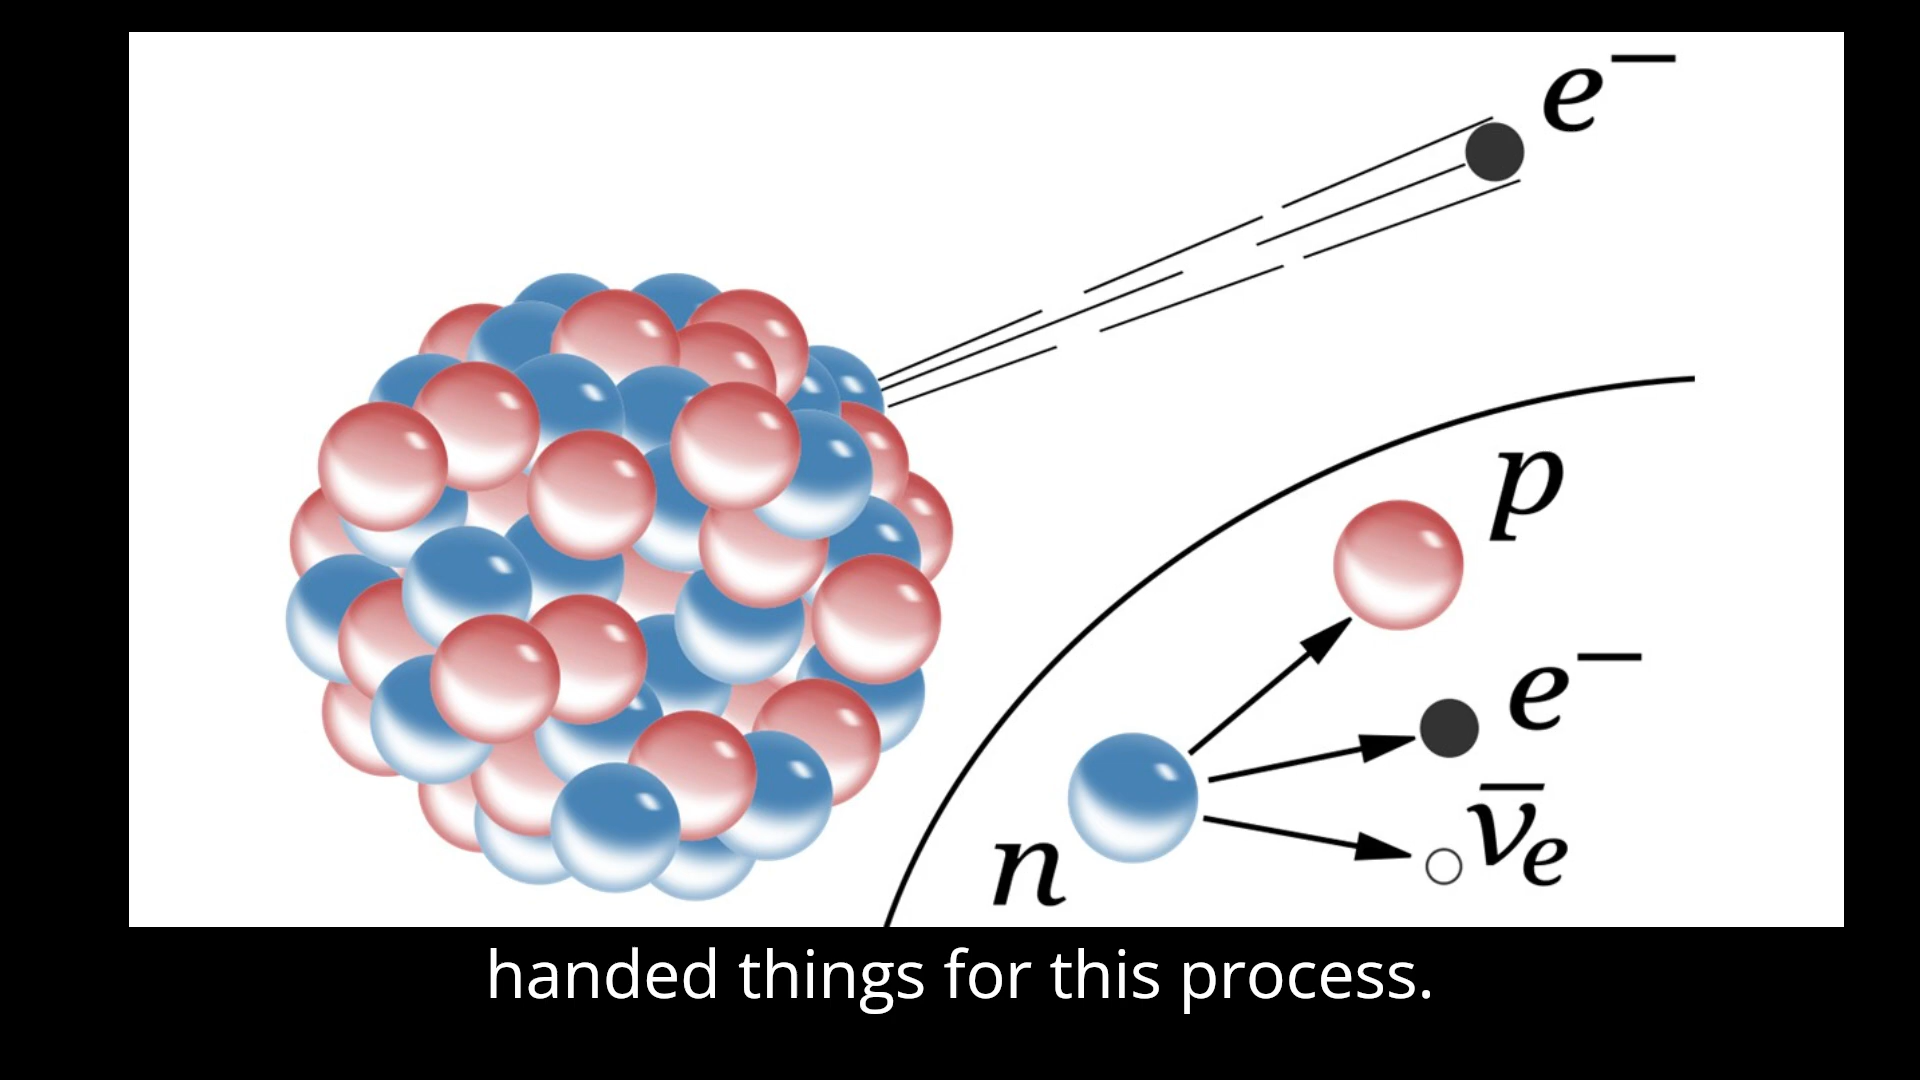 e⁻
p
e⁻
n
v̅ₑ
handed things for this process.